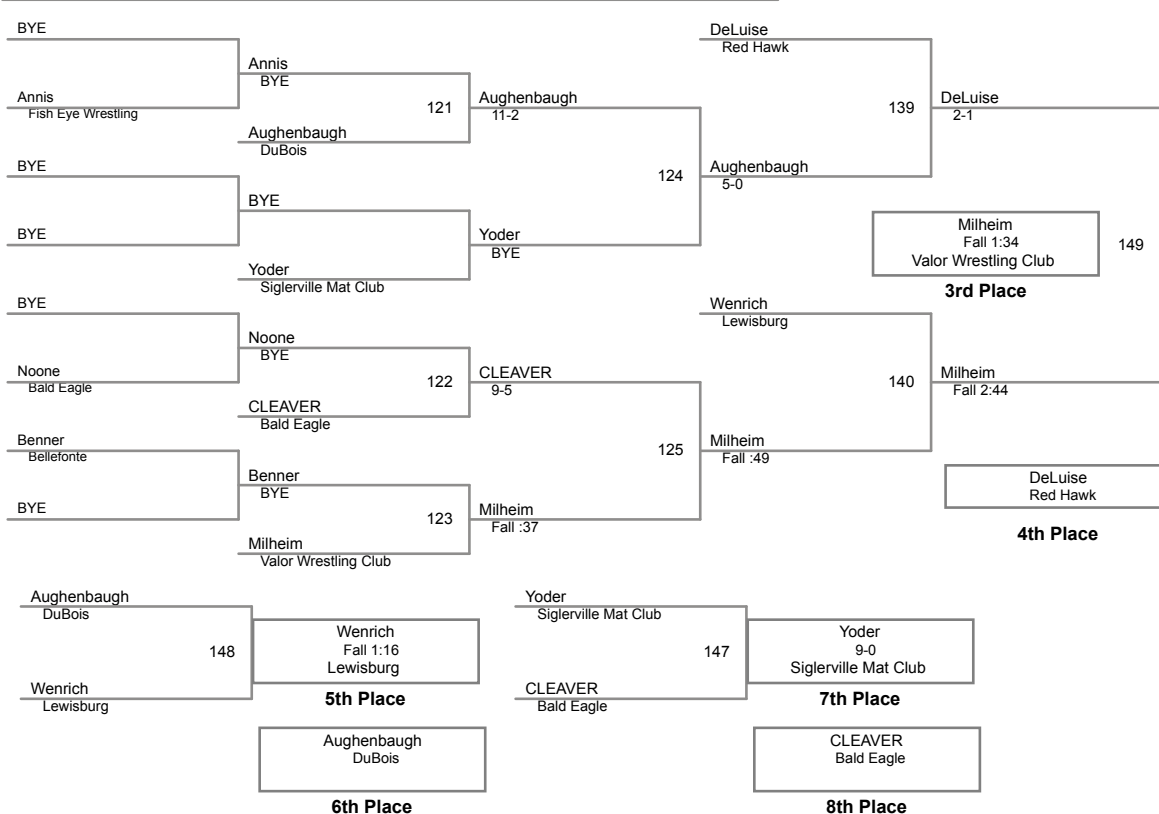 BYE
DeLuise
Red Hawk
Annis
BYE
Annis
Fish Eye Wrestling
121
Aughenbaugh
11-2
139
DeLuise
2-1
Aughenbaugh
DuBois
BYE
124
Aughenbaugh
5-0
BYE
BYE
Yoder
BYE
Milheim
Fall 1:34
Valor Wrestling Club
149
3rd Place
Yoder
Siglerville Mat Club
BYE
Wenrich
Lewisburg
Noone
BYE
Noone
Bald Eagle
122
CLEAVER
9-5
140
Milheim
Fall 2:44
CLEAVER
Bald Eagle
Benner
Bellefonte
125
Milheim
Fall :49
Benner
BYE
DeLuise
Red Hawk
4th Place
BYE
123
Milheim
Fall :37
Milheim
Valor Wrestling Club
Aughenbaugh
DuBois
Yoder
Siglerville Mat Club
148
Wenrich
Fall 1:16
Lewisburg
5th Place
147
Yoder
9-0
Siglerville Mat Club
7th Place
Wenrich
Lewisburg
CLEAVER
Bald Eagle
Aughenbaugh
DuBois
6th Place
CLEAVER
Bald Eagle
8th Place